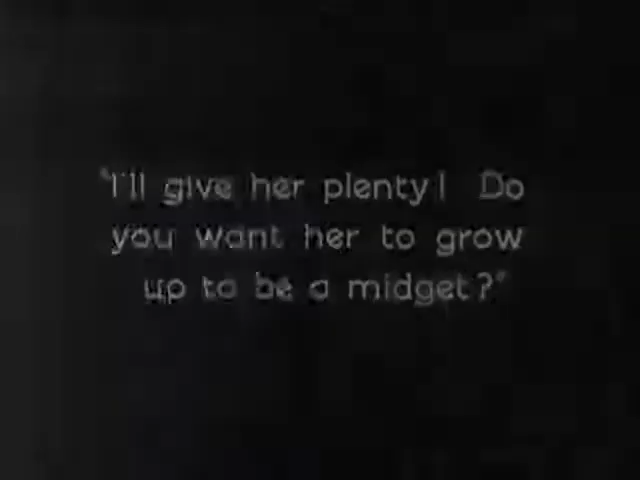 "I'll give her plenty! Do
you want her to grow
up to be a midget?"